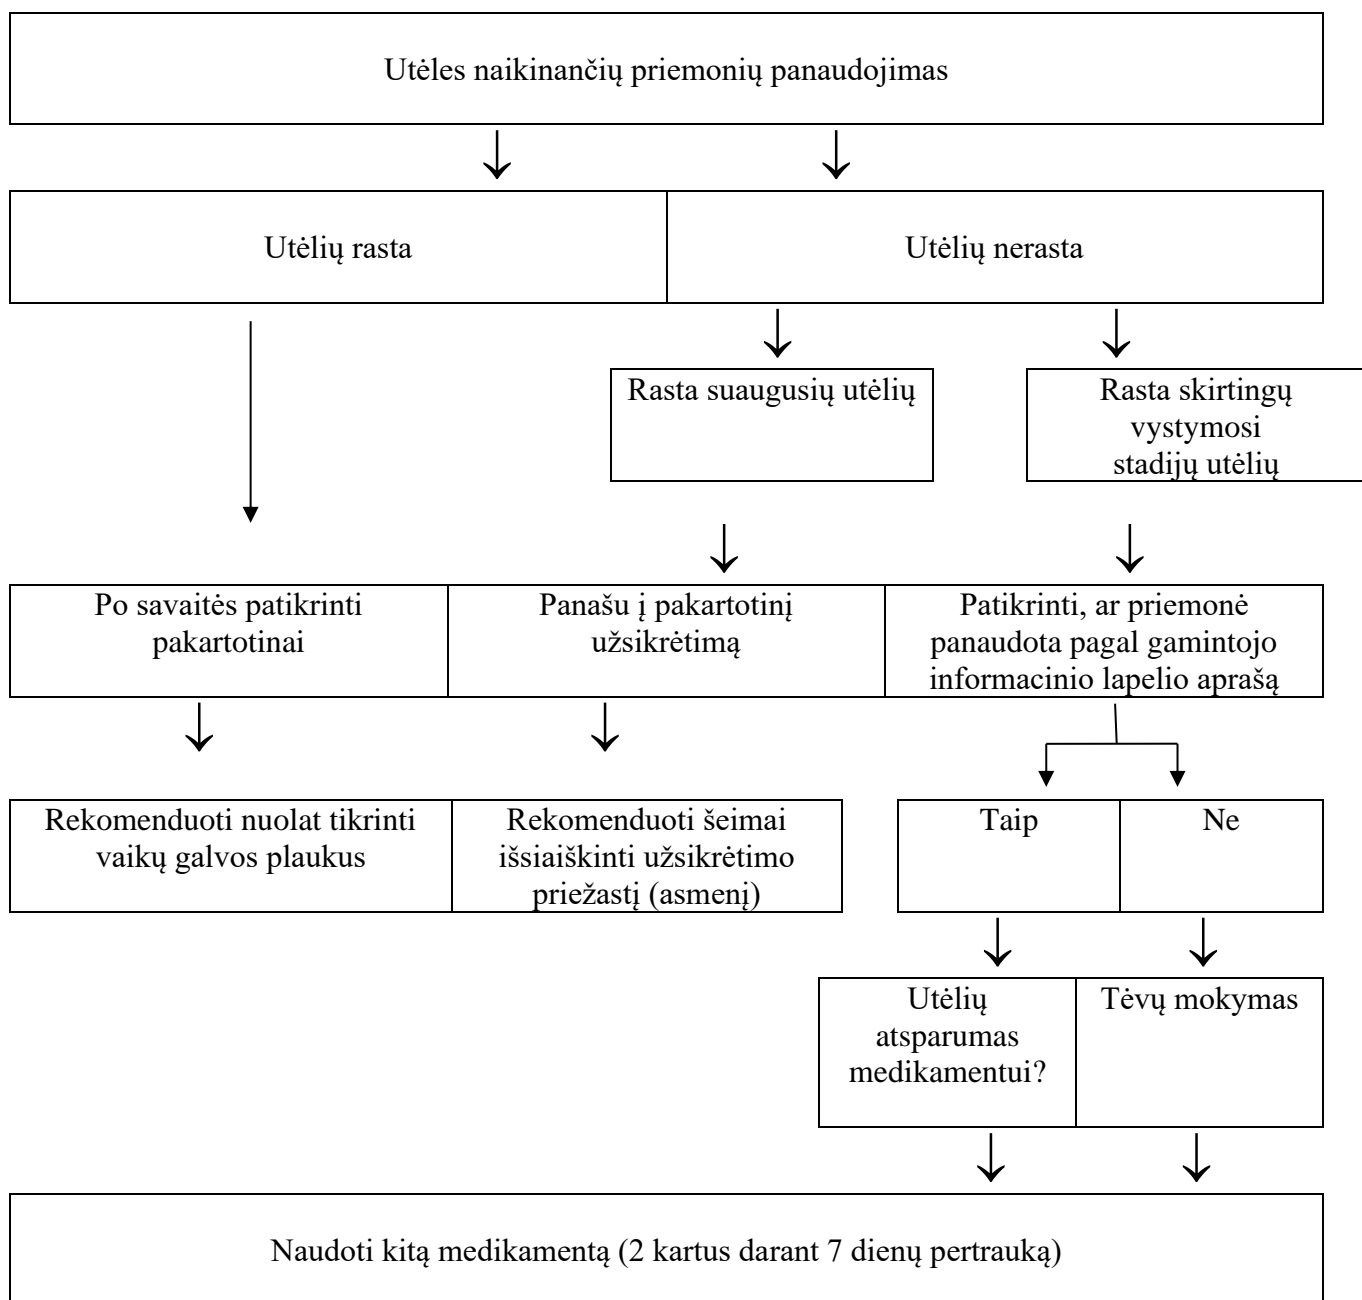 Utėles naikinančių priemonių panaudojimas
Utėlių rasta
Utėlių nerasta
Rasta suaugusių utėlių
Rasta skirtingų
vystymosi
stadijų utėlių
Po savaitės patikrinti
pakartotinai
Panašu į pakartotinį
užsikrėtimą
Patikrinti, ar priemonė
panaudota pagal gamintojo
informacinio lapelio aprašą
Rekomenduoti nuolat tikrinti
vaikų galvos plaukus
Rekomenduoti šeimai
išsiaiškinti užsikrėtimo
priežastį (asmenį)
Taip
Ne
Utėlių
atsparumas
medikamentui?
Tėvų mokymas
Naudoti kitą medikamentą (2 kartus darant 7 dienų pertrauką)